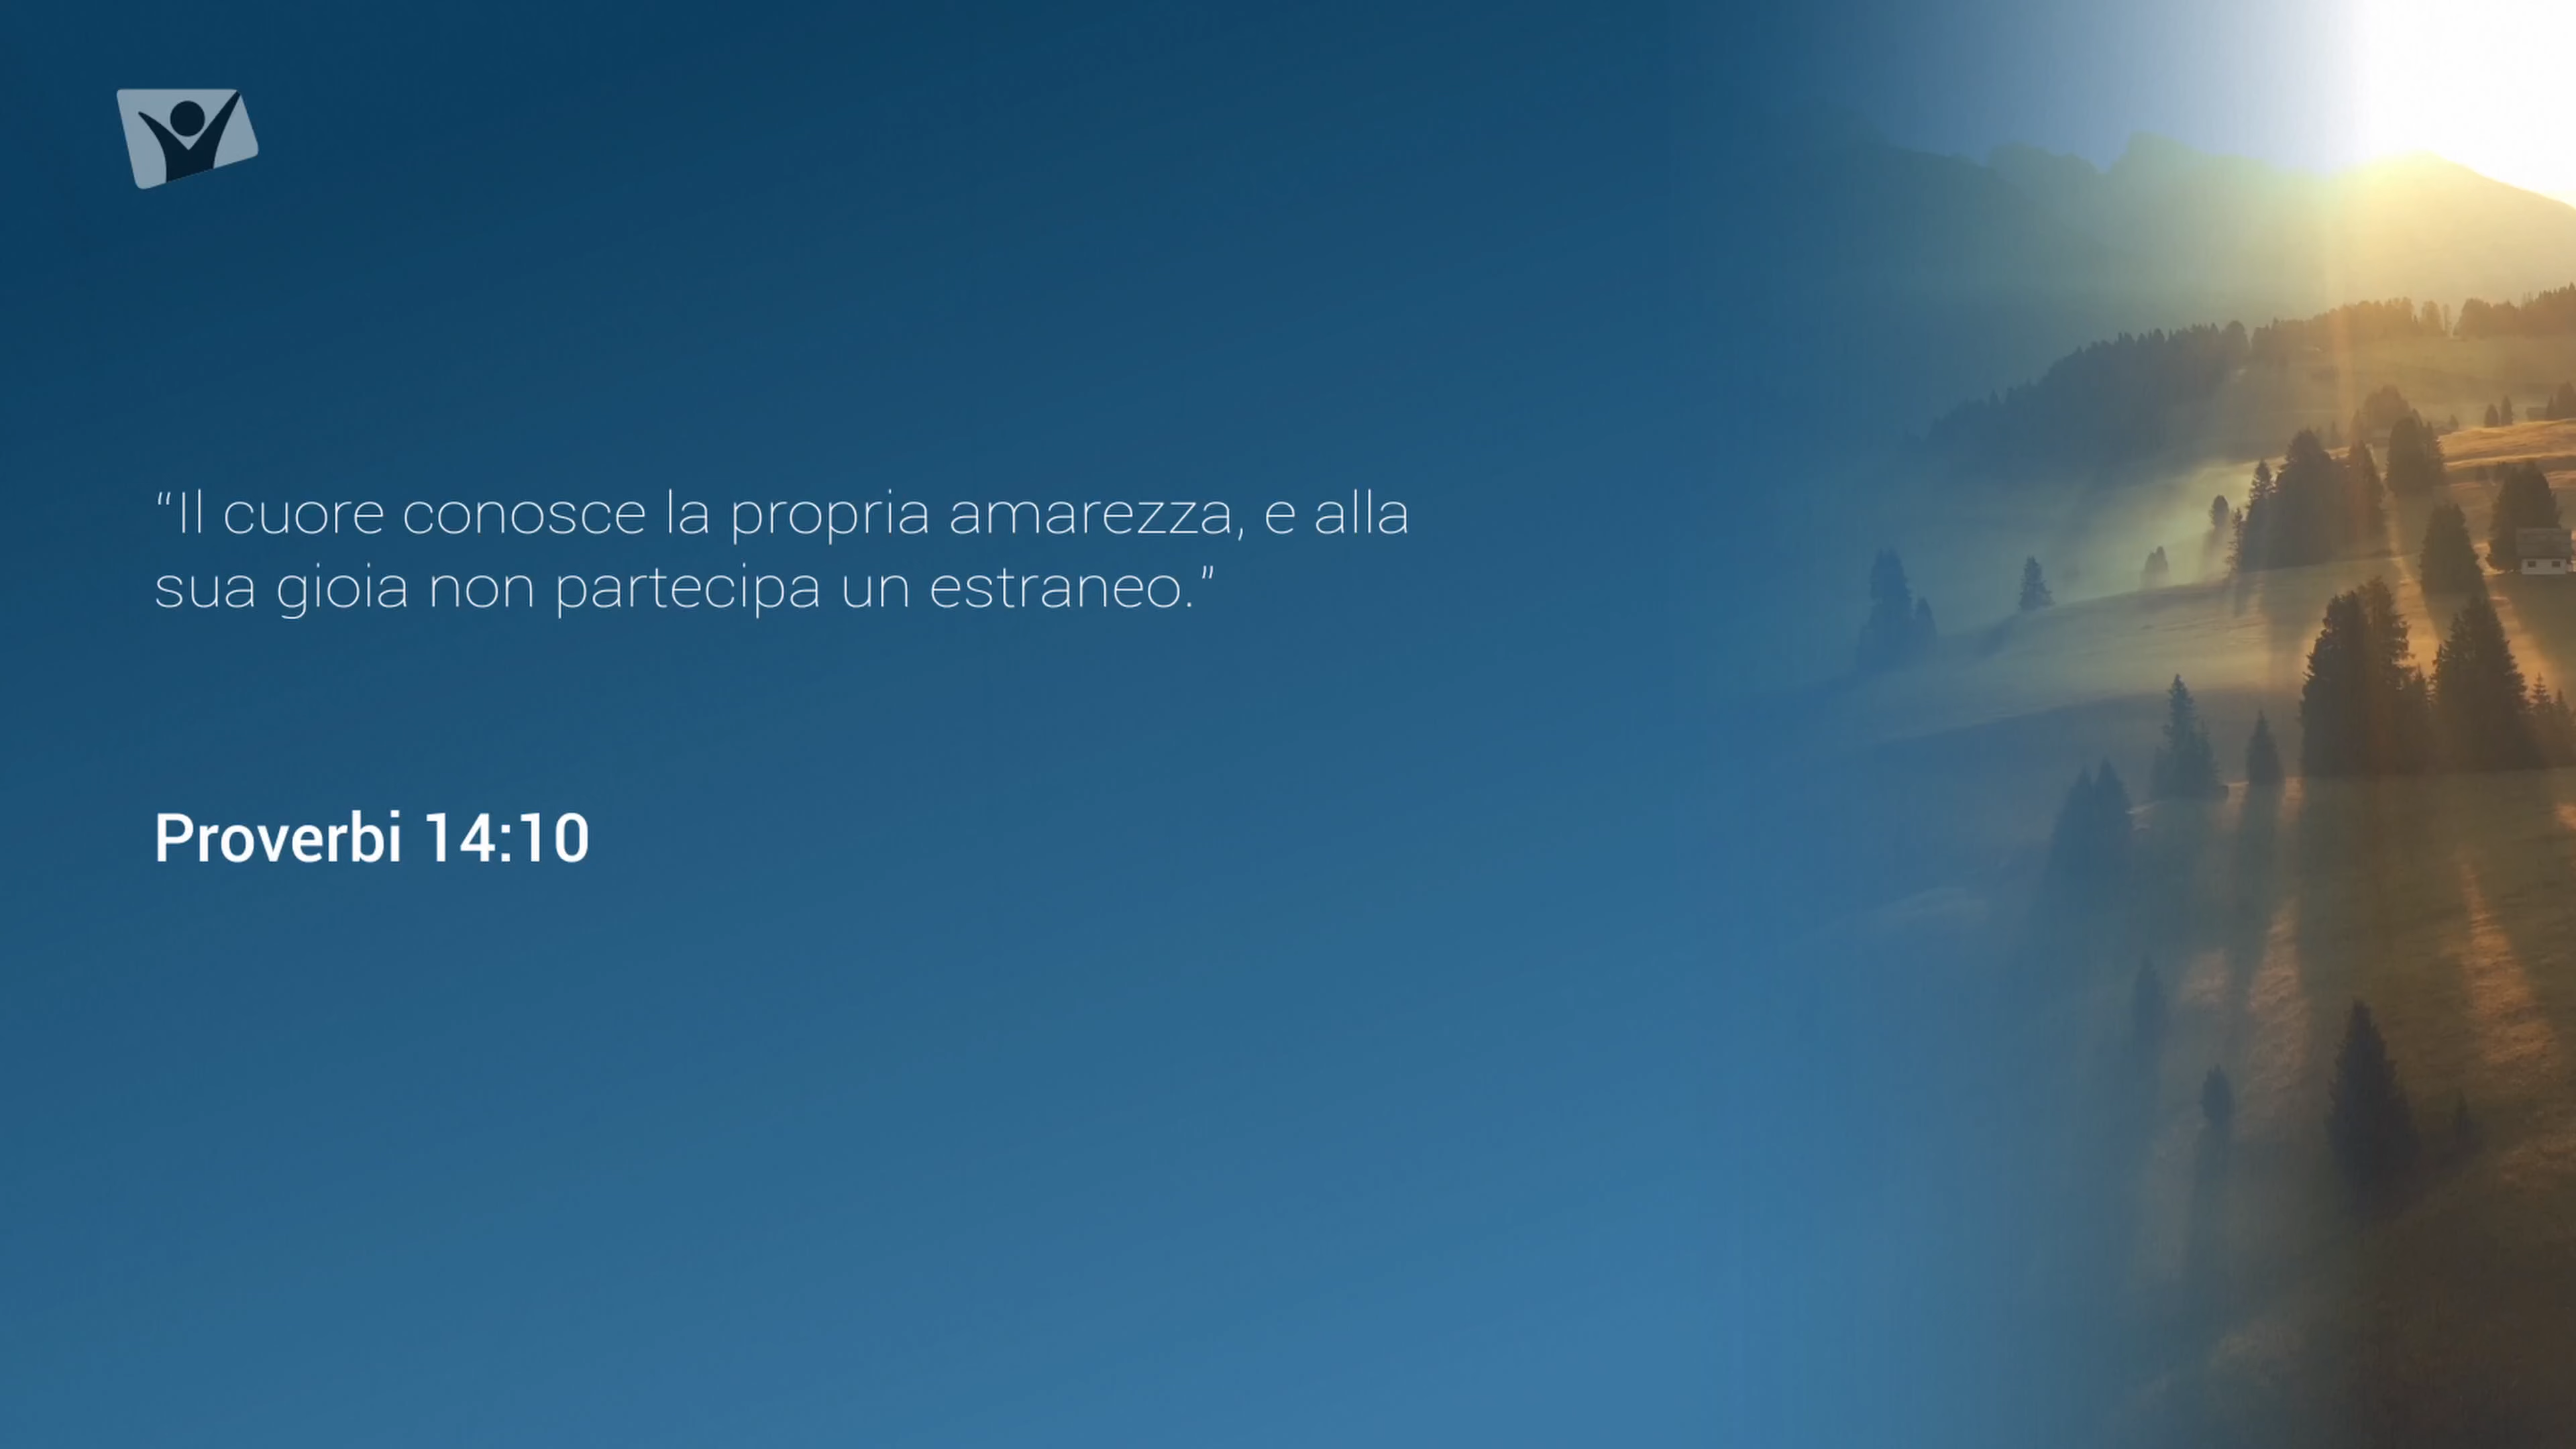 “Il cuore conosce la propria amarezza, e alla
sua gioia non partecipa un estraneo.”
Proverbi 14:10